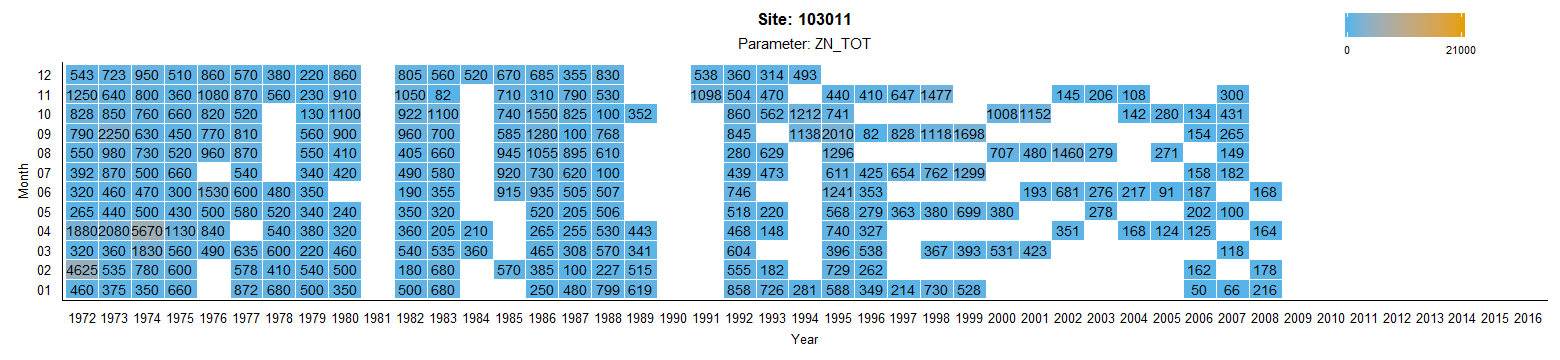 Site: 103011
Parameter: ZN_TOT
0 21000
12 543 723 950 510 860 570 380 220 860 805 560 520 670 685 355 830 538 360 314 493
11 1250 640 800 360 1080 870 560 230 910 1050 82 710 310 790 530 1098 504 470 440 410 647 1477 145 206 108 300
10 828 850 760 660 820 520 130 1100 922 1100 740 1550 825 100 352 860 562 1212 741 1008 1152 142 280 134 431
09 790 2250 630 450 770 810 560 900 960 700 585 1280 100 768 845 1138 2010 82 828 1118 1698 154 265
08 550 980 730 520 960 870 550 410 405 660 945 1055 895 610 280 629 1296 707 480 1460 279 271 149
07 392 870 500 660 540 340 420 490 580 920 730 620 100 439 473 611 425 654 762 1299 158 182
06 320 460 470 300 1530 600 480 350 190 355 915 935 505 507 746 1241 353 193 681 276 217 91 187 168
05 265 440 500 430 500 580 520 340 240 350 320 520 205 506 518 220 568 279 363 380 699 380 278 202 100
04 1880 2080 5670 1130 840 540 380 320 360 205 210 265 255 530 443 468 148 740 327 351 168 124 125 164
03 320 360 1830 560 490 635 600 220 460 540 535 360 465 308 570 341 604 396 538 367 393 531 423 118
02 4625 535 780 600 578 410 540 500 180 680 570 385 100 227 515 555 182 729 262 162 178
01 460 375 350 660 872 680 500 350 500 680 250 480 799 619 858 726 281 588 349 214 730 528 50 66 216
Month
1972 1973 1974 1975 1976 1977 1978 1979 1980 1981 1982 1983 1984 1985 1986 1987 1988 1989 1990 1991 1992 1993 1994 1995 1996 1997 1998 1999 2000 2001 2002 2003 2004 2005 2006 2007 2008 2009 2010 2011 2012 2013 2014 2015 2016
Year